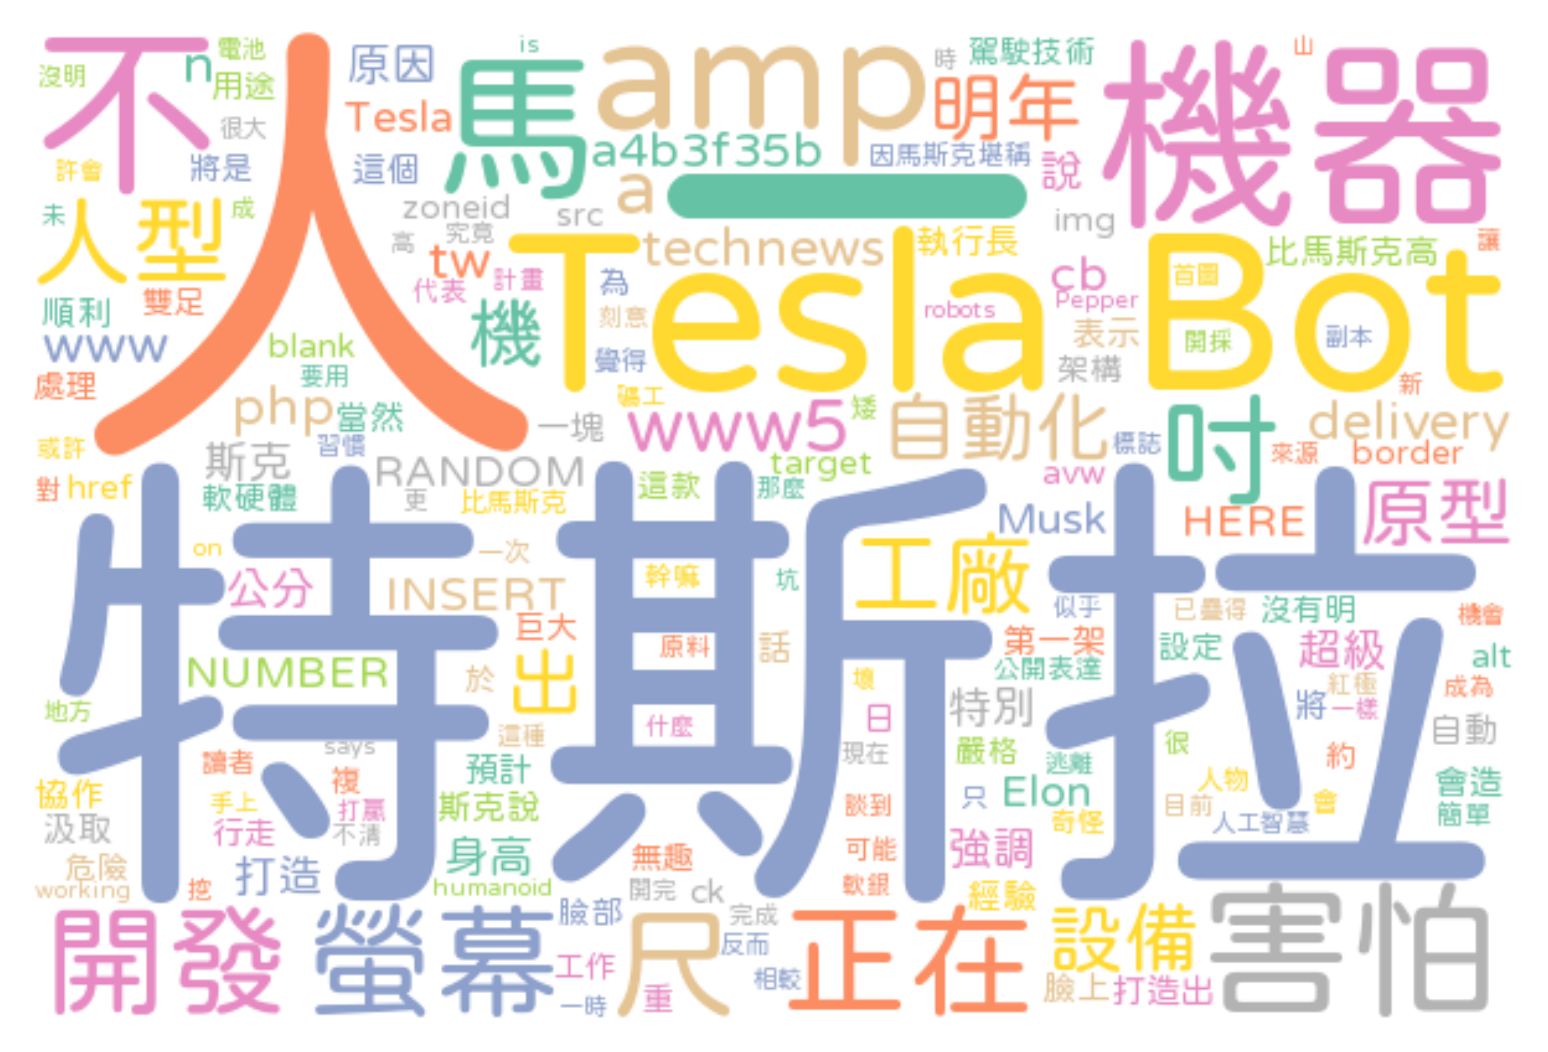 不 人 電池 原因 is 馬 amp 時 駕駛技術 機器 山
沒明 n 用途 很大 Tesla 明年
許會 將是 這個 a4b3f35b 因馬斯克堪稱 說
未 人型 成 zoneid src a 一 img
高 究竟 tw technews 執行長 比馬斯克高 讓
順利 雙足 代表 計畫 機 為 Tesla Bot cb 首圖
www blank 刻意 robots Pepper 表示 開採 副本
處理 要用 覺得 架構 新
php 當然 一塊 礦工 www5 矮 自動化 吋 delivery
或許 斯克 習慣 RANDOM target 標誌 來源 border
對 href 軟硬體 吏 比馬斯克 這款 那麼 avw
特斯拉 Musk HERE 原型
on 一次 幹嘛 坑 工廠
公分 INSERT 似乎 已疊得 沒有明 機會
巨大 原料 話 第一架 設定 超級 alt
NUMBER 於 出 公開表達 紅極 成為
地方 什麼 壞 日 特別 將 一樣 自動
says 這種 現在 嚴格 很
讀者 複 預計 逃離 約 人物 會造
協作 手上 打贏 斯克說 談到 只 Elon 目前 會 簡單
汲取 行走 不清 奇怪 人工智慧
危險 打造 身高 無趣 可能 強調
working 挖 humanoid 開完 ck 軟銀 經驗
開發 螢幕 臉部 尺 完成 正在 設備 害怕
工作 反而
一時 重 相較 臉上 打造出